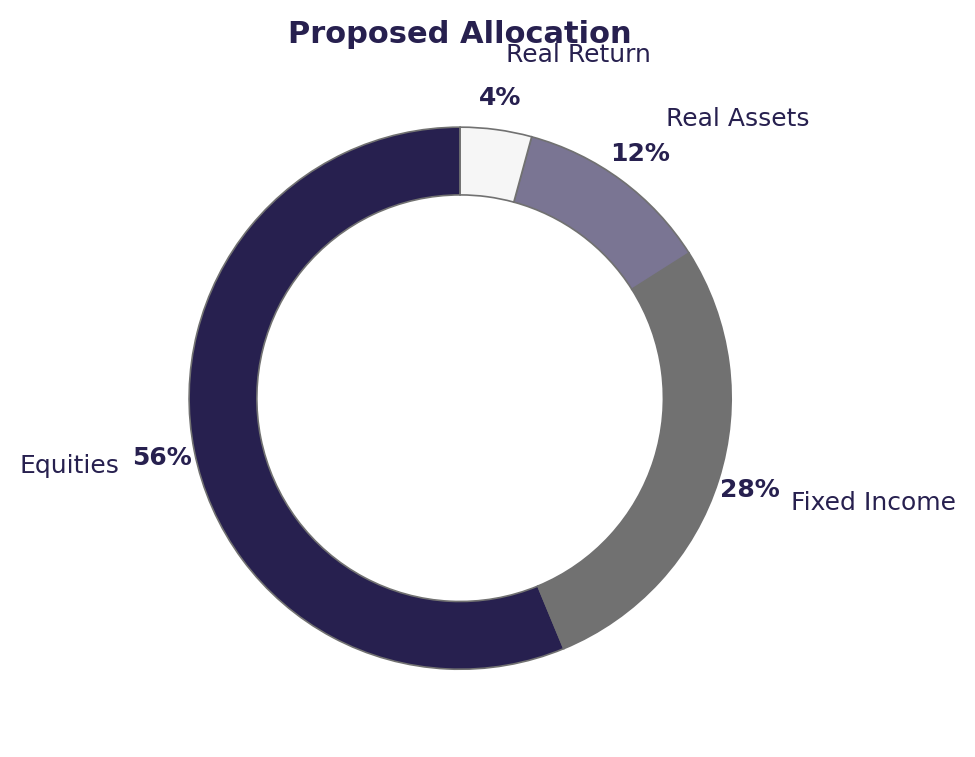 Proposed Allocation
Real Return
4%
Real Assets
12%
Equities 56%
28% Fixed Income